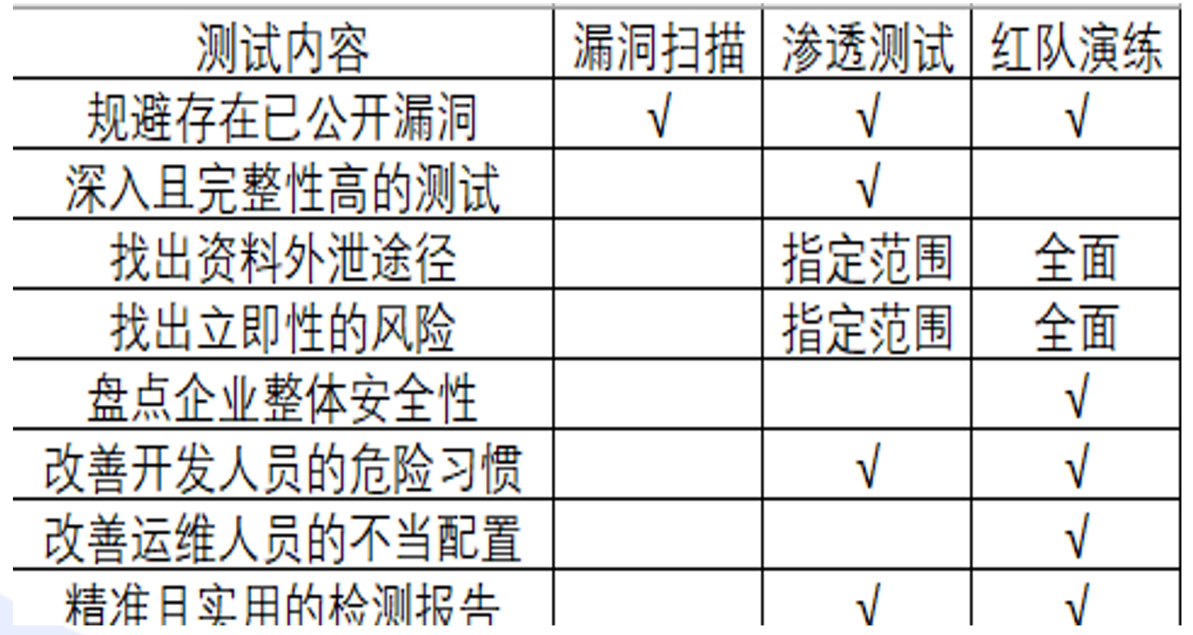 测试内容 漏洞扫描 渗透测试 红队演练
规避存在已公开漏洞 √ √ √
深入且完整性高的测试 √
找出资料外泄途径 指定范围 全面
找出立即性的风险 指定范围 全面
盘点企业整体安全性 √
改善开发人员的危险习惯 √ √
改善运维人员的不当配置 √
精准且实用的检测报告 √ √